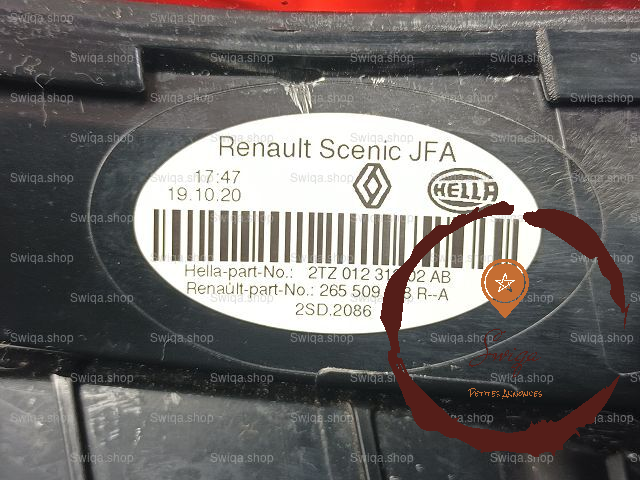 Renault Scenic JFA
17:47
19.10.20
HELLA
Hella-part-No.: 2TZ 012 02 AB
Renault-part-No.: 265 509 R--A
2SD.2086
Swiqa
PETITES ANNONCES
Swiqa.shop